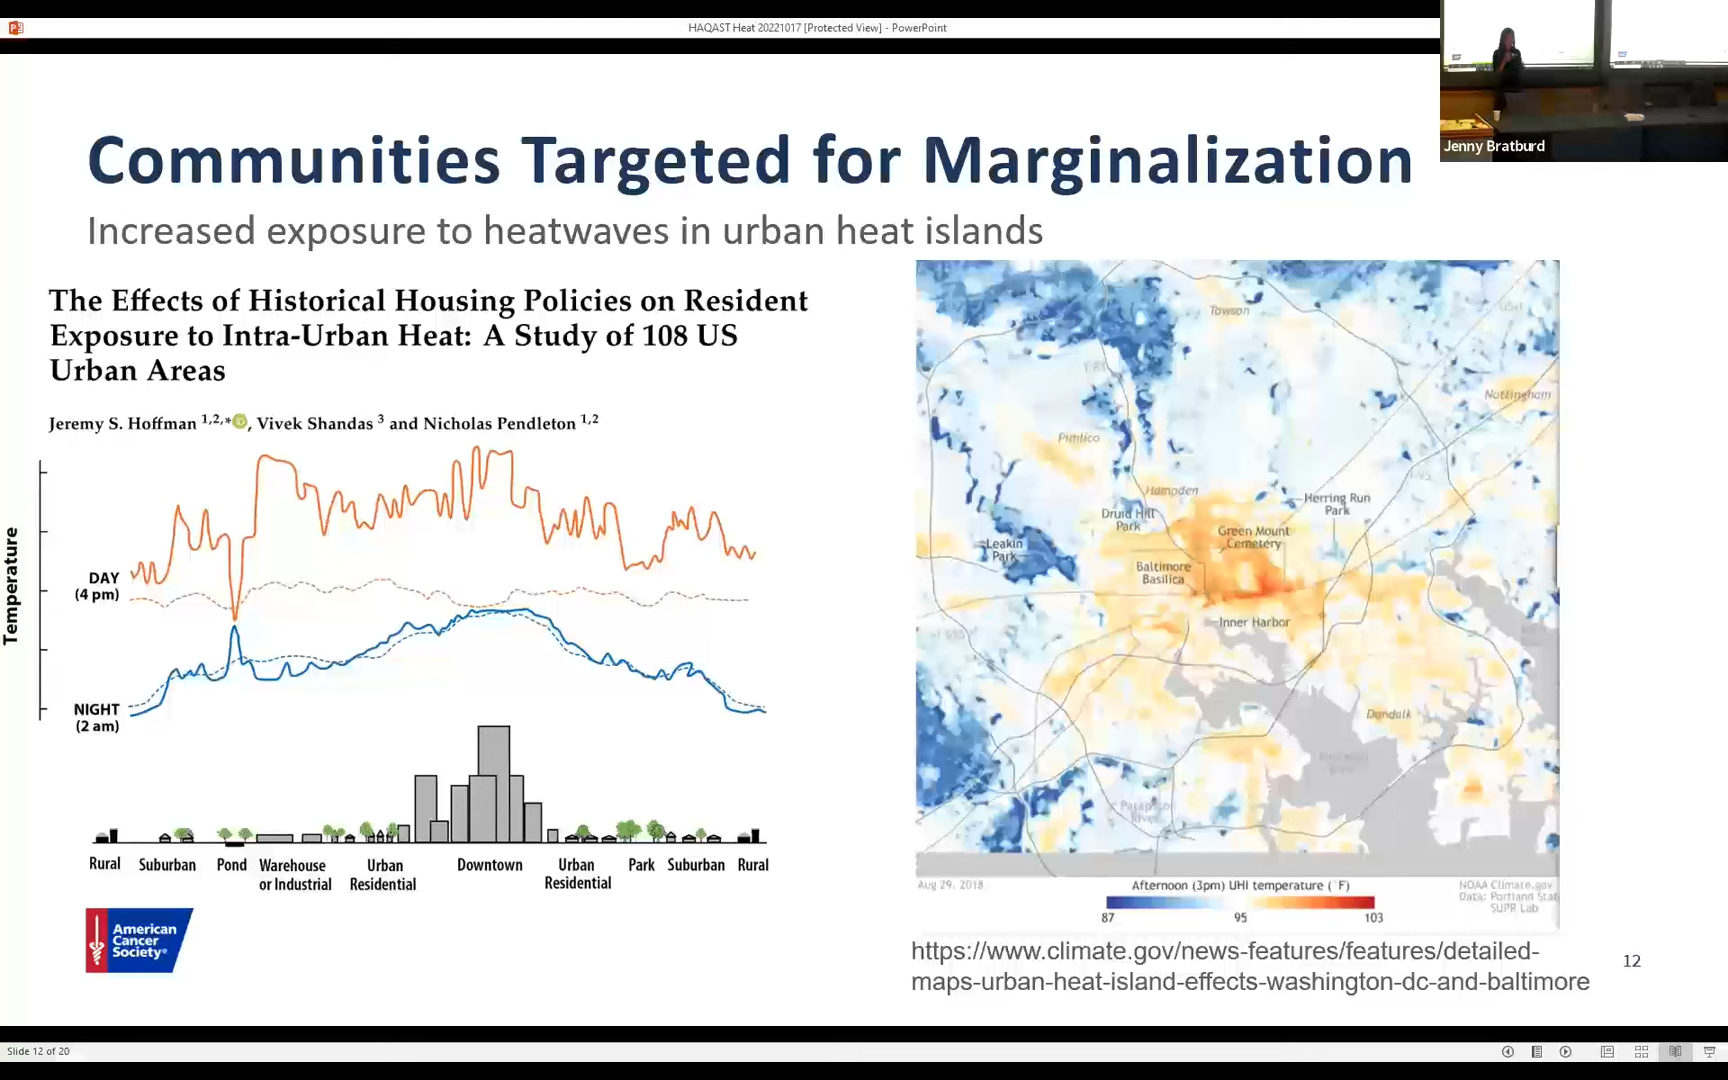 HAQAST Heat 20221017 [Protected View] - PowerPoint
Jenny Bratburd
Communities Targeted for Marginalization
Increased exposure to heatwaves in urban heat islands
The Effects of Historical Housing Policies on Resident
Exposure to Intra-Urban Heat: A Study of 108 US
Urban Areas
Jeremy S. Hoffman 1,2,*, Vivek Shandas 3 and Nicholas Pendleton 1,2
Temperature
DAY
(4 pm)
NIGHT
(2 am)
Rural
Suburban
Pond
Warehouse
or Industrial
Urban
Residential
Downtown
Urban
Residential
Park
Suburban
Rural
American
Cancer
Society®
Towson
Nottingham
Pimlico
Hampden
Druid Hill
Park
Herring Run
Park
Green Mount
Cemetery
Leakin
Park
Baltimore
Basilica
Inner Harbor
Dundalk
Patapsco
River
Aug 29, 2018
Afternoon (3pm) UHI temperature (°F)
87
95
103
NOAA Climate.gov
Data: Portland State
SUPR Lab
https://www.climate.gov/news-features/features/detailed-
maps-urban-heat-island-effects-washington-dc-and-baltimore
12
Slide 12 of 20